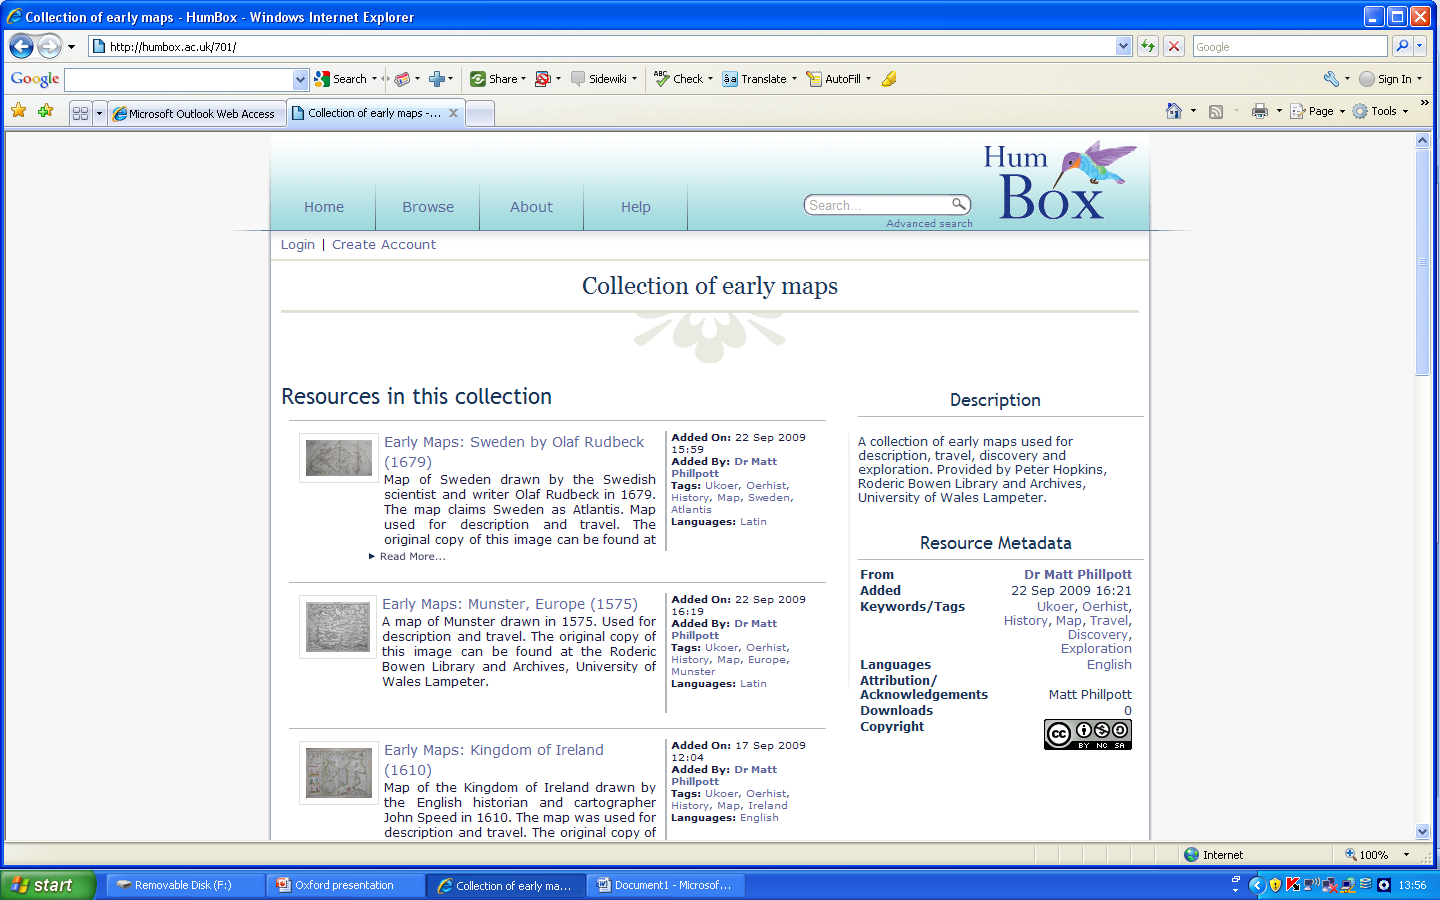 Collection of early maps - HumBox - Windows Internet Explorer
http://humbox.ac.uk/701/
Google
Google
Search
Share
Sidewiki
Check
Translate
AutoFill
Sign In
Microsoft Outlook Web Access
Collection of early maps -...
Page
Tools
Hum
Box
Home
Browse
About
Help
Search...
Advanced search
Login | Create Account
Collection of early maps
Resources in this collection
Early Maps: Sweden by Olaf Rudbeck
(1679)
Map of Sweden drawn by the Swedish
scientist and writer Olaf Rudbeck in 1679.
The map claims Sweden as Atlantis. Map
used for description and travel. The
original copy of this image can be found at
Read More...
Added On: 22 Sep 2009
15:59
Added By: Dr Matt
Phillpott
Tags: Ukoer, Oerhist,
History, Map, Sweden,
Atlantis
Languages: Latin
Early Maps: Munster, Europe (1575)
A map of Munster drawn in 1575. Used for
description and travel. The original copy of
this image can be found at the Roderic
Bowen Library and Archives, University of
Wales Lampeter.
Added On: 22 Sep 2009
16:19
Added By: Dr Matt
Phillpott
Tags: Ukoer, Oerhist,
History, Map, Europe,
Munster
Languages: Latin
Early Maps: Kingdom of Ireland
(1610)
Map of the Kingdom of Ireland drawn by
the English historian and cartographer
John Speed in 1610. The map was used for
description and travel. The original copy of
Added On: 17 Sep 2009
12:04
Added By: Dr Matt
Phillpott
Tags: Ukoer, Oerhist,
History, Map, Ireland
Languages: English
Description
A collection of early maps used for
description, travel, discovery and
exploration. Provided by Peter Hopkins,
Roderic Bowen Library and Archives,
University of Wales Lampeter.
Resource Metadata
From Dr Matt Phillpott
Added 22 Sep 2009 16:21
Keywords/Tags Ukoer, Oerhist,
History, Map, Travel,
Discovery,
Exploration
Languages English
Attribution/
Acknowledgements Matt Phillpott
Downloads 0
Copyright
cc BY NC SA
Internet
100%
start
Removable Disk (F:)
Oxford presentation
Collection of early ma...
Document1 - Microsof...
13:56